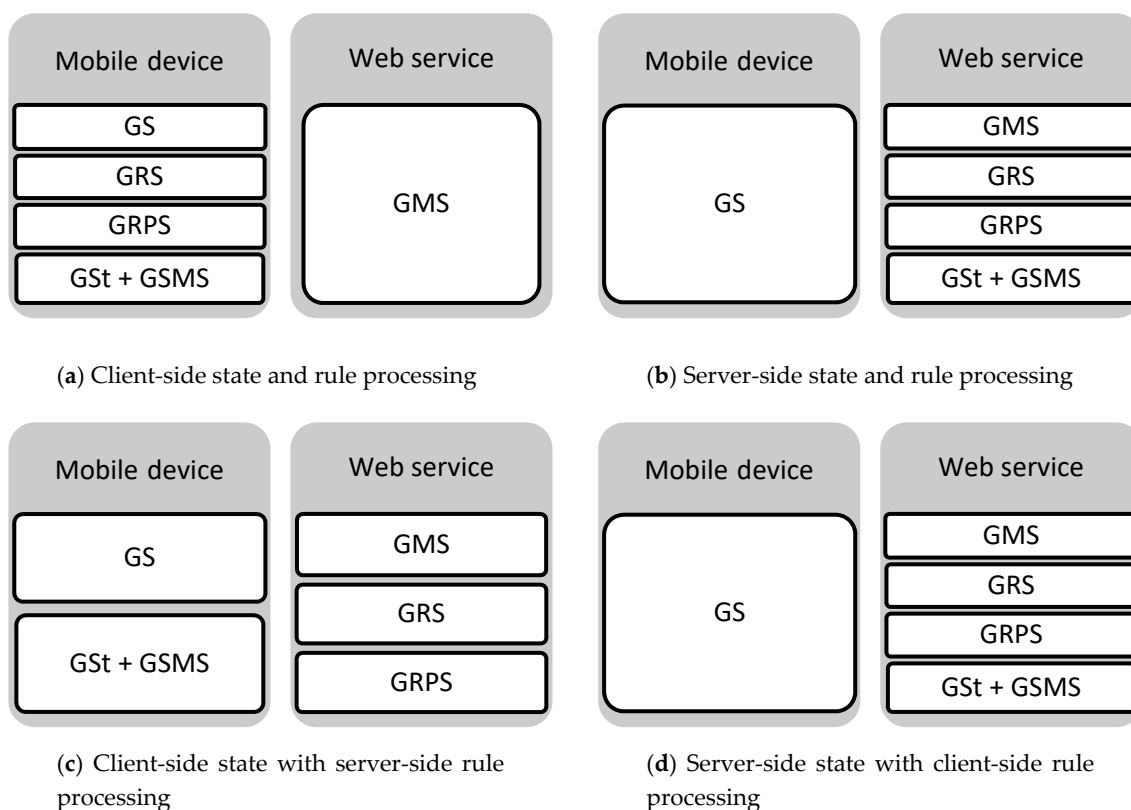 Mobile device
Web service
GS
GRS
GRPS
GSt + GSMS
GMS
(a) Client-side state and rule processing
Mobile device
Web service
GS
GMS
GRS
GRPS
GSt + GSMS
(b) Server-side state and rule processing
Mobile device
Web service
GS
GSt + GSMS
GMS
GRS
GRPS
(c) Client-side state with server-side rule
processing
Mobile device
Web service
GS
GMS
GRS
GRPS
GSt + GSMS
(d) Server-side state with client-side rule
processing